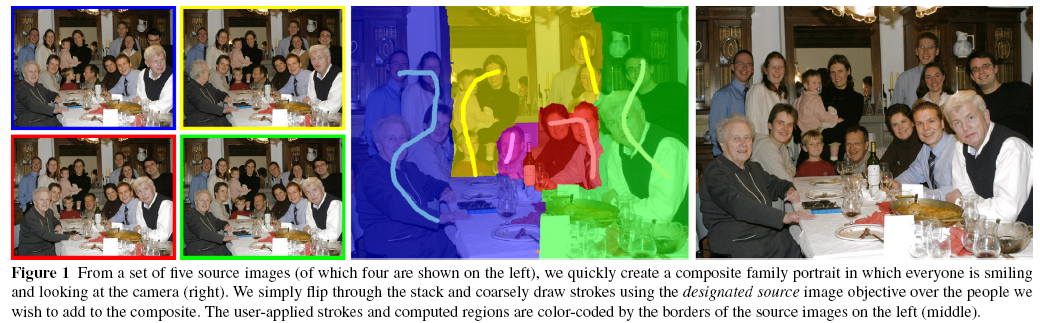 Figure 1 From a set of five source images (of which four are shown on the left), we quickly create a composite family portrait in which everyone is smiling
and looking at the camera (right). We simply flip through the stack and coarsely draw strokes using the designated source image objective over the people we
wish to add to the composite. The user-applied strokes and computed regions are color-coded by the borders of the source images on the left (middle).